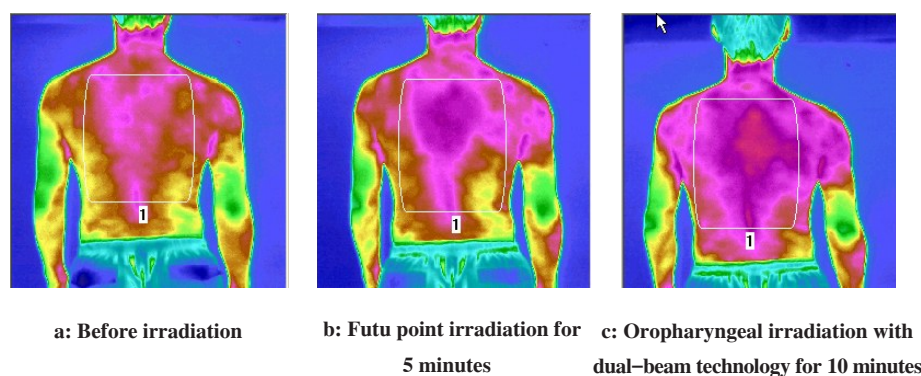 1
1
1
a: Before irradiation
b: Futu point irradiation for
5 minutes
c: Oropharyngeal irradiation with
dual−beam technology for 10 minutes